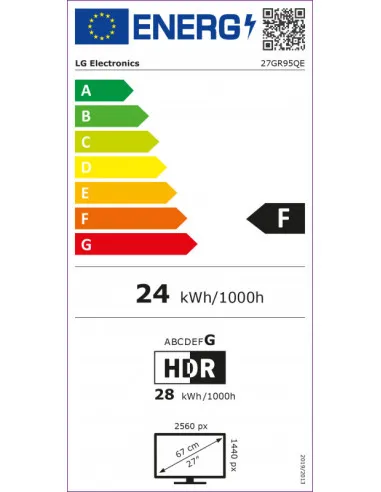 ENERG
LG Electronics
27GR95QE
A
B
C
D
E
F
G
F
24 kWh/1000h
ABCDEFG
HDR
28 kWh/1000h
2560 px
67 cm
27"
1440 px
2019/2013